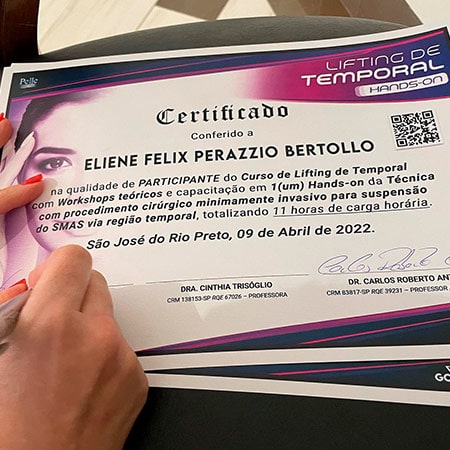 Pelle
LIFTING DE
TEMPORAL
HANDS-ON
Certificado
Conferido a
ELIENE FELIX PERAZZIO BERTOLLO
na qualidade de PARTICIPANTE do Curso de Lifting de Temporal
com Workshops teóricos e capacitação em 1(um) Hands-on da Técnica
com procedimento cirúrgico minimamente invasivo para suspensão
do SMAS via região temporal, totalizando 11 horas de carga horária.
São José do Rio Preto, 09 de Abril de 2022.
DRA. CINTHIA TRISÓGLIO
CRM 138153-SP RQE 67026 – PROFESSORA
DR. CARLOS ROBERTO
CRM 83817-SP RQE 39231 –